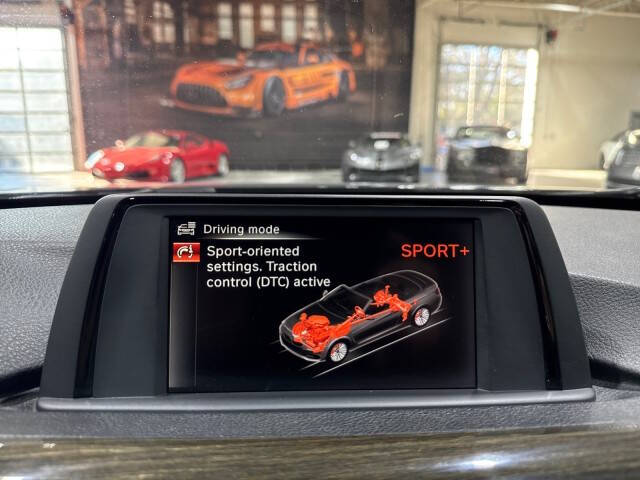 Driving mode
Sport-oriented
SPORT+
settings. Traction
control (DTC) active